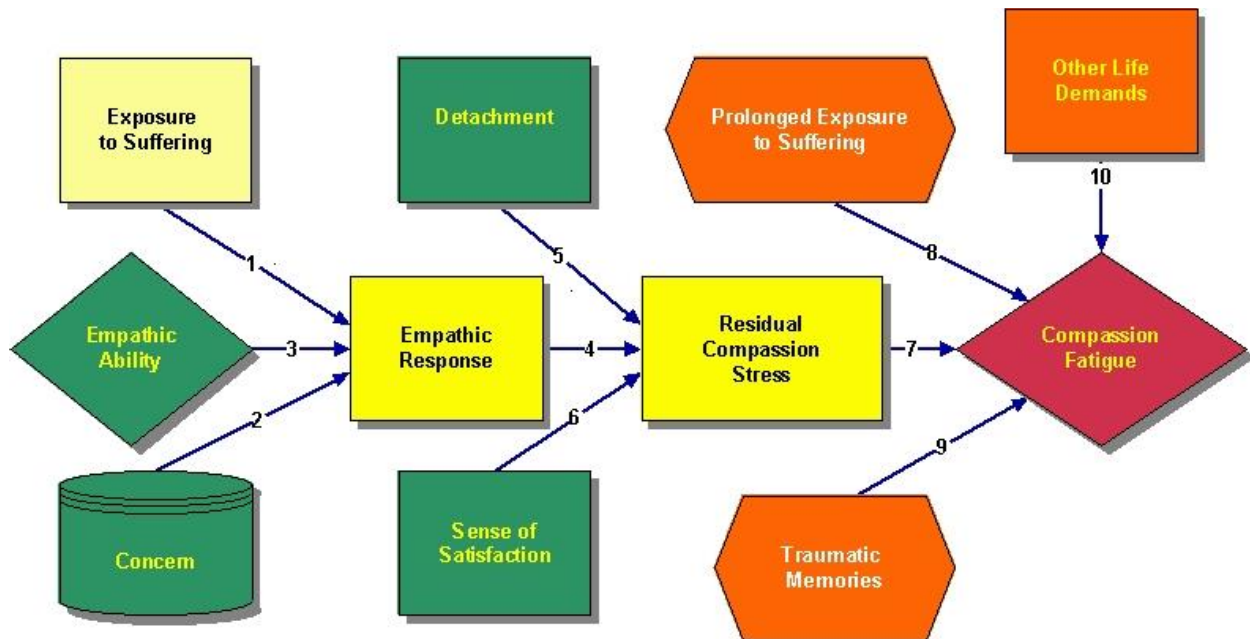 Exposure
to Suffering
Detachment
Prolonged Exposure
to Suffering
Other Life
Demands
10
1
5
8
Empathic
Ability
3
Empathic
Response
4
Residual
Compassion
Stress
7
Compassion
Fatigue
2
6
9
Concern
Sense of
Satisfaction
Traumatic
Memories